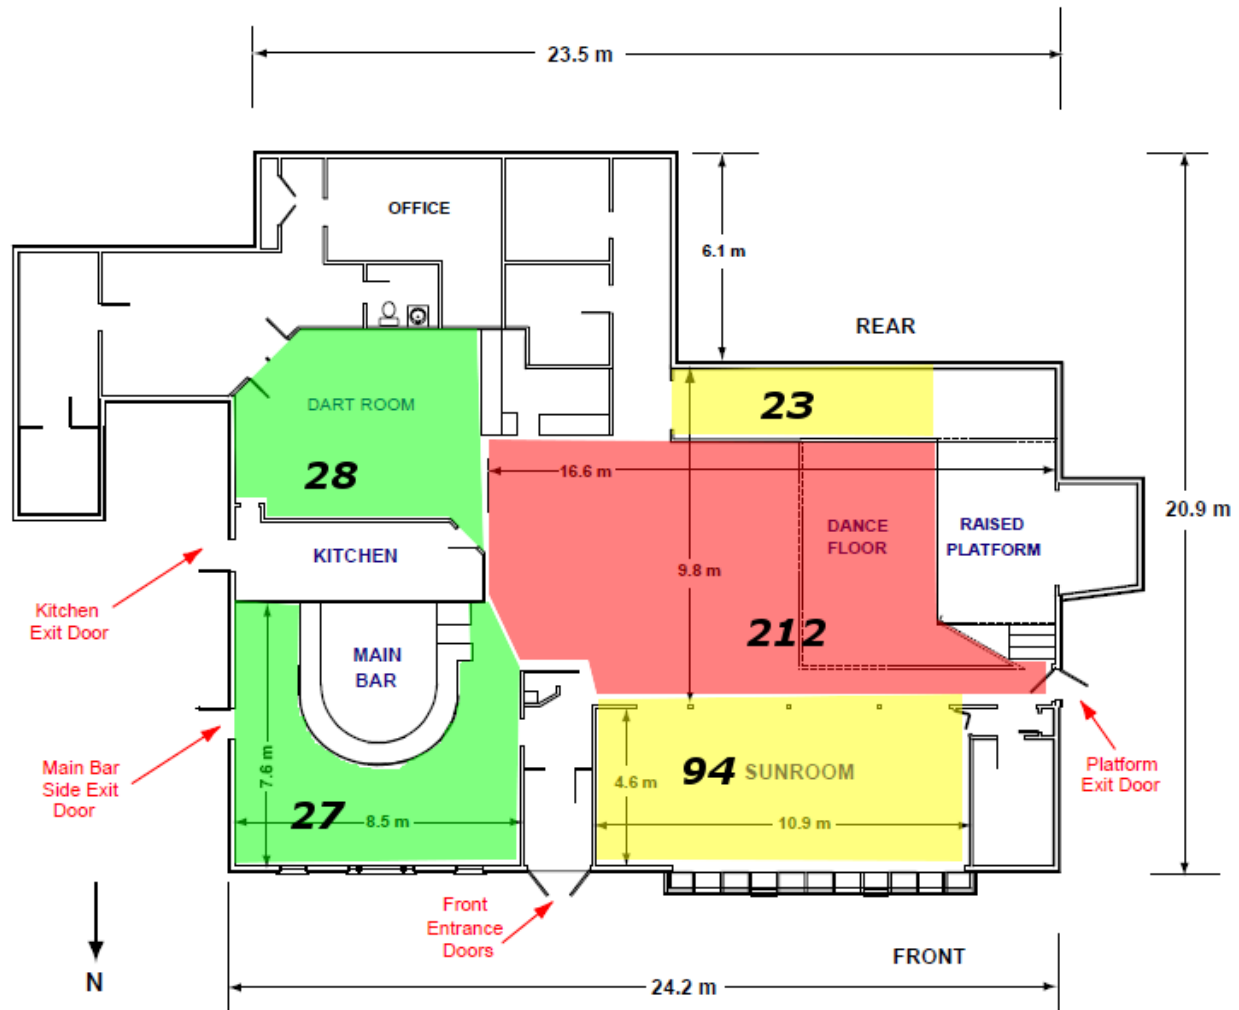 23.5 m
OFFICE
6.1 m
REAR
DART ROOM
23
28
16.6 m
20.9 m
DANCE
FLOOR
RAISED
PLATFORM
KITCHEN
9.8 m
Kitchen
Exit Door
212
MAIN
BAR
Main Bar
Side Exit
Door
7.6 m
94
SUNROOM
4.6 m
Platform
Exit Door
27
8.5 m
10.9 m
Front
Entrance
Doors
N
FRONT
24.2 m